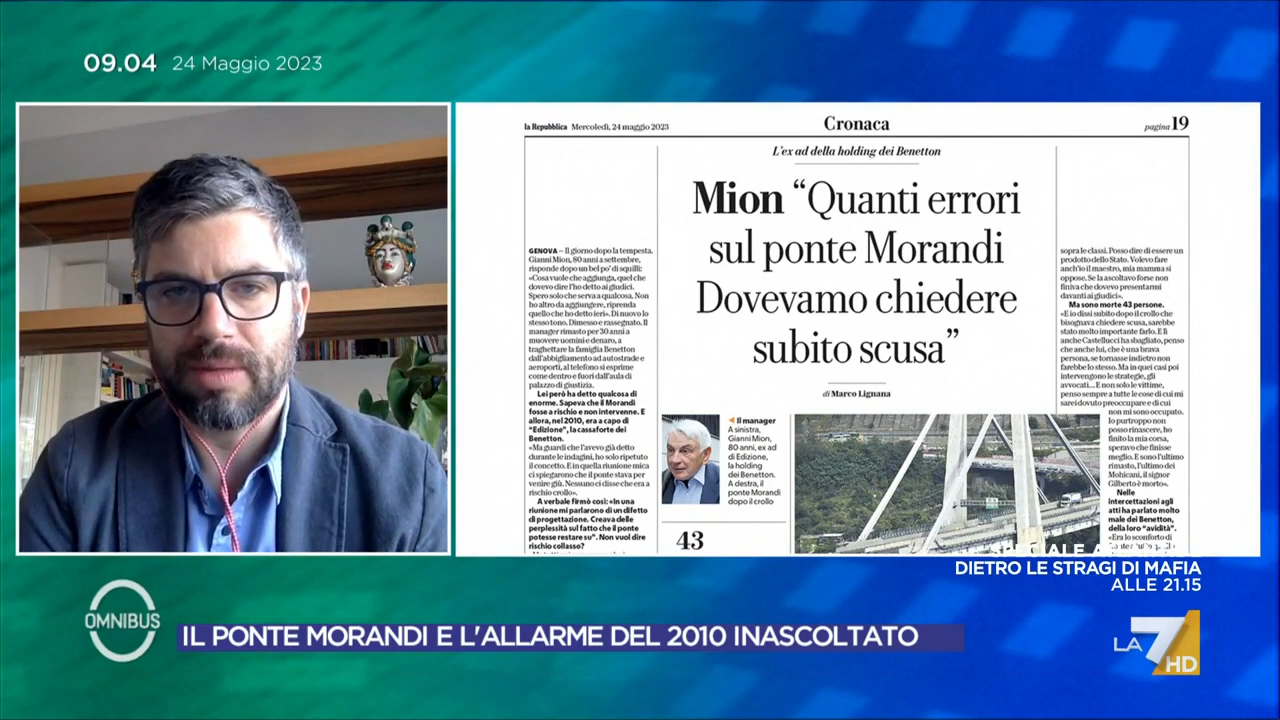 09.04 24 Maggio 2023
la Repubblica Mercoledì, 24 maggio 2023
Cronaca
pagina 19
L'ex ad della holding dei Benetton
Mion “Quanti errori
sul ponte Morandi
Dovevamo chiedere
subito scusa”
di Marco Lignana
GENOVA – Il giorno dopo la tempesta.
Gianni Mion, 80 anni a settembre,
risponde dopo un bel po' di squilli:
«Cosa vuole che aggiunga, quel che
dovevo dire l'ho detto ai giudici.
Spero solo che serva a qualcosa. Non
ho altro da aggiungere, riprenda
quello che ho detto ieri». Di nuovo lo
stesso tono. Dimesso e rassegnato. Il
manager rimasto per 30 anni a
muovere uomini e denaro, a
traghettare la famiglia Benetton
dall'abbigliamento ad autostrade e
aeroporti, al telefono si esprime
come dentro e fuori dall'aula di
palazzo di giustizia.
Lei però ha detto qualcosa di
enorme. Sapeva che il Morandi
fosse a rischio e non intervenne. E
allora, nel 2010, era a capo di
“Edizione”, la cassaforte dei
Benetton.
«Ma guardi che l'avevo già detto
durante le indagini, ho solo ripetuto
il concetto. E in quella riunione mica
ci spiegarono che il ponte stava per
venire giù. Nessuno ci disse che era a
rischio crollo».
A verbale firmò così: «In una
riunione mi parlarono di un difetto
di progettazione. Creava delle
perplessità sul fatto che il ponte
potesse restare su”. Non vuol dire
rischio collasso?
Il manager
A sinistra,
Gianni Mion,
80 anni, ex ad
di Edizione,
la holding
dei Benetton.
A destra, il
ponte Morandi
dopo il crollo
43
sopra le classi. Posso dire di essere un
prodotto dello Stato. Volevo fare
anch'io il maestro, mia mamma si
oppose. Se la ascoltavo forse non
finiva che dovevo presentarmi
davanti ai giudici».
Ma sono morte 43 persone.
«E io dissi subito dopo il crollo che
bisognava chiedere scusa, sarebbe
stato molto importante farlo. E lì
anche Castellucci ha sbagliato, penso
che anche lui, che è una brava
persona, se tornasse indietro non
farebbe lo stesso. Ma in quei casi poi
intervengono le strategie, gli
avvocati... E non solo le vittime,
penso sempre a tutte le cose di cui mi
sarei dovuto preoccupare e di cui
non mi sono occupato.
Io purtroppo non
posso rinascere, ho
finito la mia corsa,
speravo che finisse
meglio. E sono l'ultimo
rimasto, l'ultimo dei
Mohicani, il signor
Gilberto è morto».
Nelle
intercettazioni agli
atti ha parlato molto
male dei Benetton,
della loro “avidità”.
«Era lo sconforto di
SPECIALE
DIETRO LE STRAGI DI MAFIA
ALLE 21.15
OMNIBUS
IL PONTE MORANDI E L'ALLARME DEL 2010 INASCOLTATO
LA 7 HD